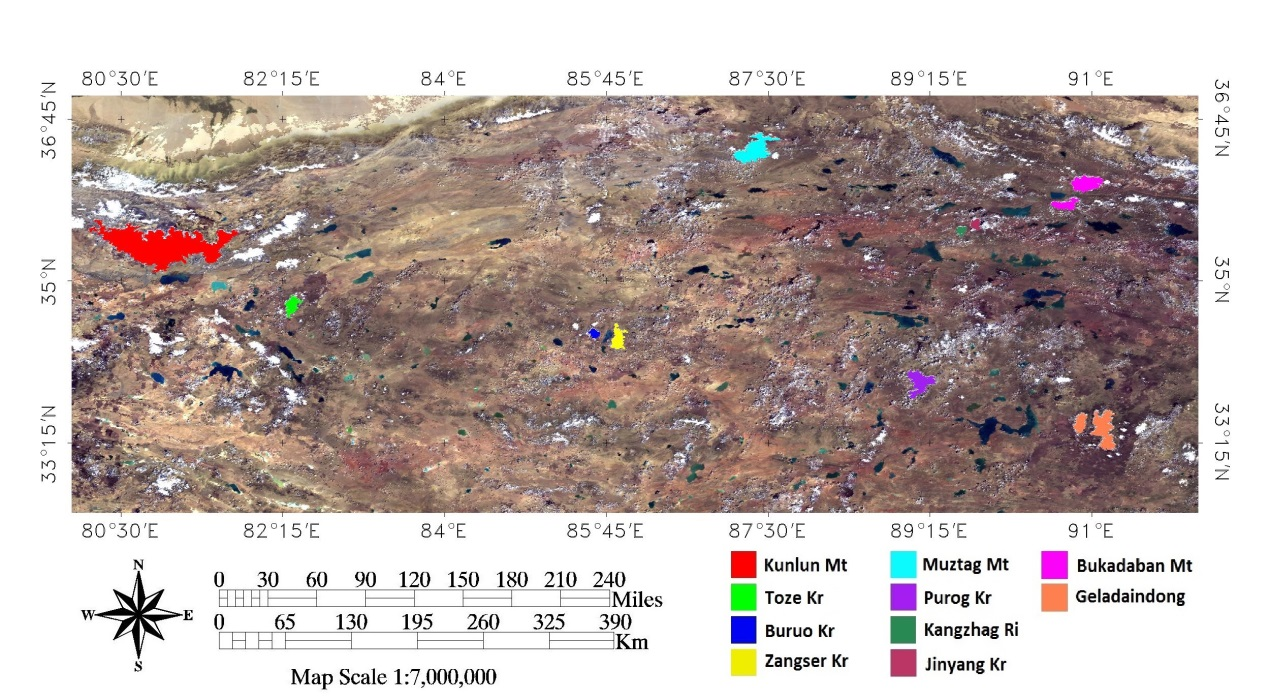 80°30′E 82°15′E 84°E 85°45′E 87°30′E 89°15′E 91°E
36°45′N 36°45′N
35°N 35°N
33°15′N 33°15′N
80°30′E 82°15′E 84°E 85°45′E 87°30′E 89°15′E 91°E
N
W E
S
0 30 60 90 120 150 180 210 240
Miles
0 65 130 195 260 325 390
Km
Map Scale 1:7,000,000
Kunlun Mt
Toze Kr
Buruo Kr
Zangser Kr
Muztag Mt
Purog Kr
Kangzhag Ri
Jinyang Kr
Bukadaban Mt
Geladaindong